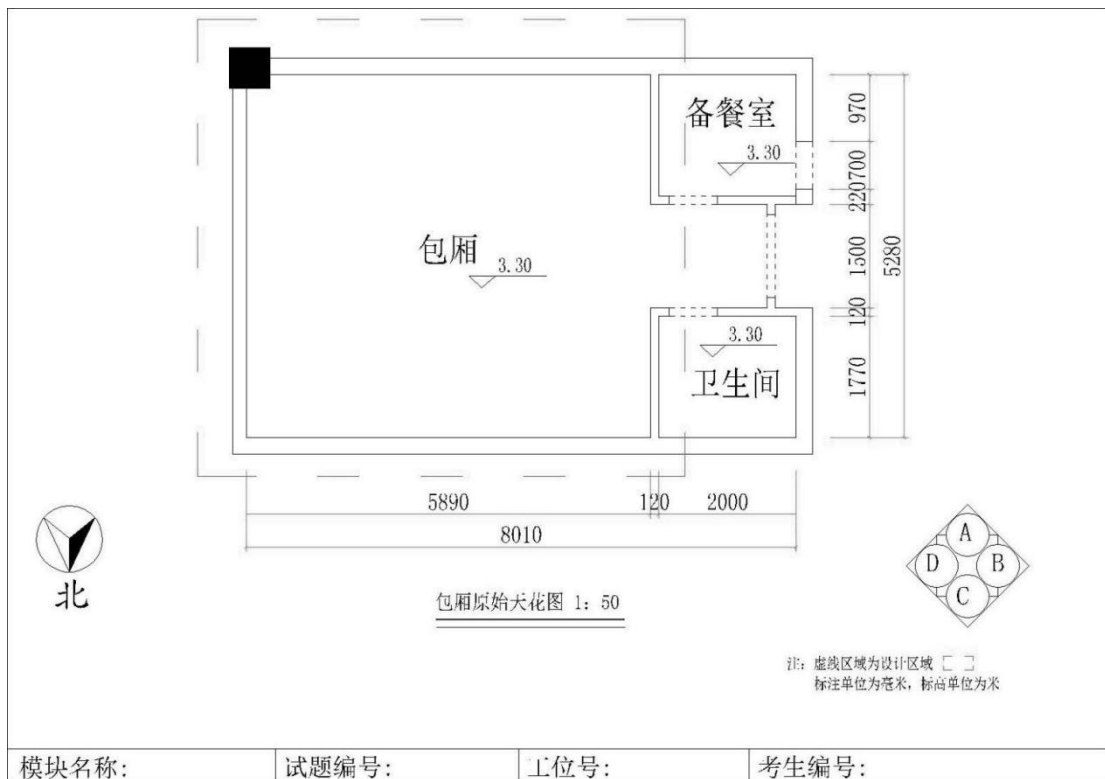 备餐室
3.30
包厢
3.30
3.30
卫生间
970
700
220
1500
120
1770
5280
5890
120
2000
8010
北
包厢原始天花图 1: 50
A
D
B
C
注: 虚线区域为设计区域
标注单位为毫米, 标高单位为米
模块名称:
试题编号:
工位号:
考生编号: